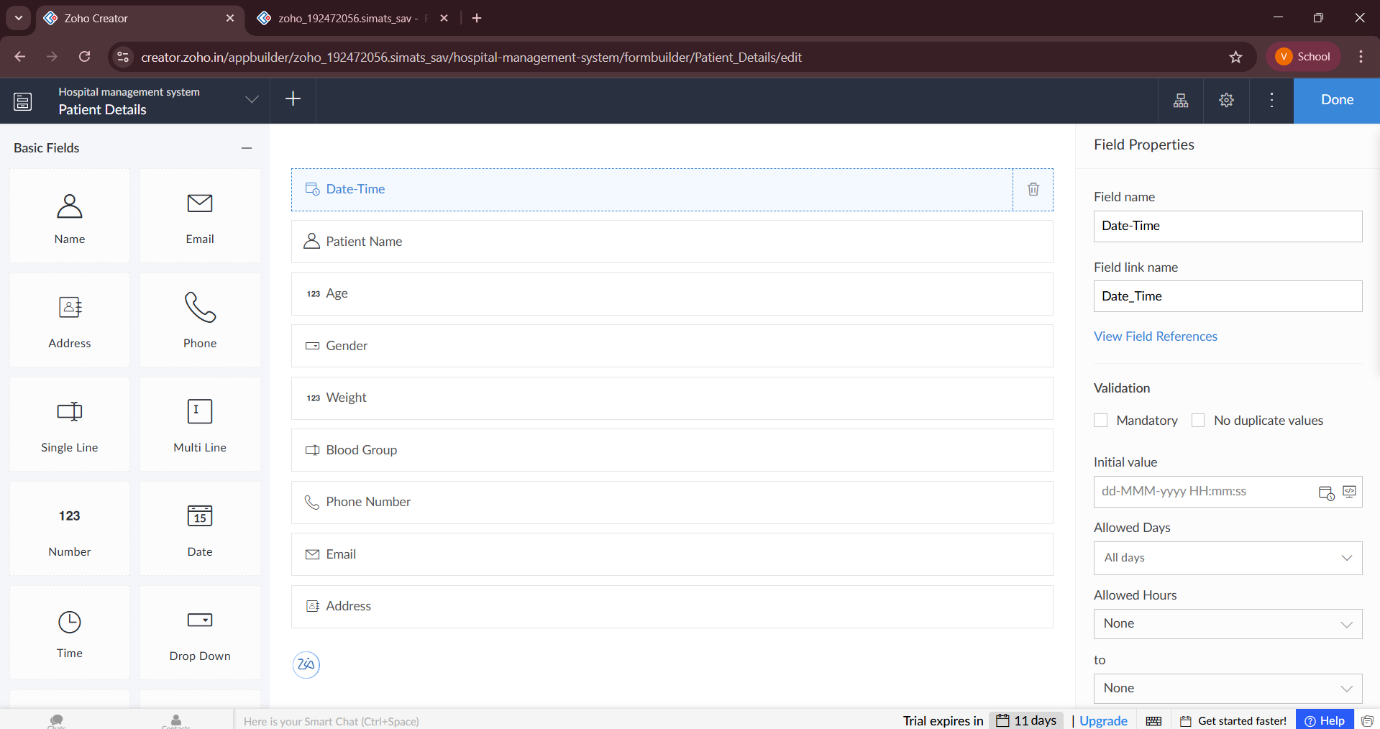 Zoho Creator
zoho_192472056.simats_sav -
creator.zoho.in/appbuilder/zoho_192472056.simats_sav/hospital-management-system/formbuilder/Patient_Details/edit
V School
Hospital management system
Patient Details
Done
Basic Fields
Name
Email
Address
Phone
Single Line
Multi Line
123
Number
15
Date
Time
Drop Down
Date-Time
Patient Name
123 Age
Gender
123 Weight
Blood Group
Phone Number
Email
Address
Zia
Field Properties
Field name
Date-Time
Field link name
Date_Time
View Field References
Validation
Mandatory
No duplicate values
Initial value
dd-MMM-yyyy HH:mm:ss
Allowed Days
All days
Allowed Hours
None
to
None
Chats
Contacts
Here is your Smart Chat (Ctrl+Space)
Trial expires in 11 days | Upgrade
Get started faster!
Help